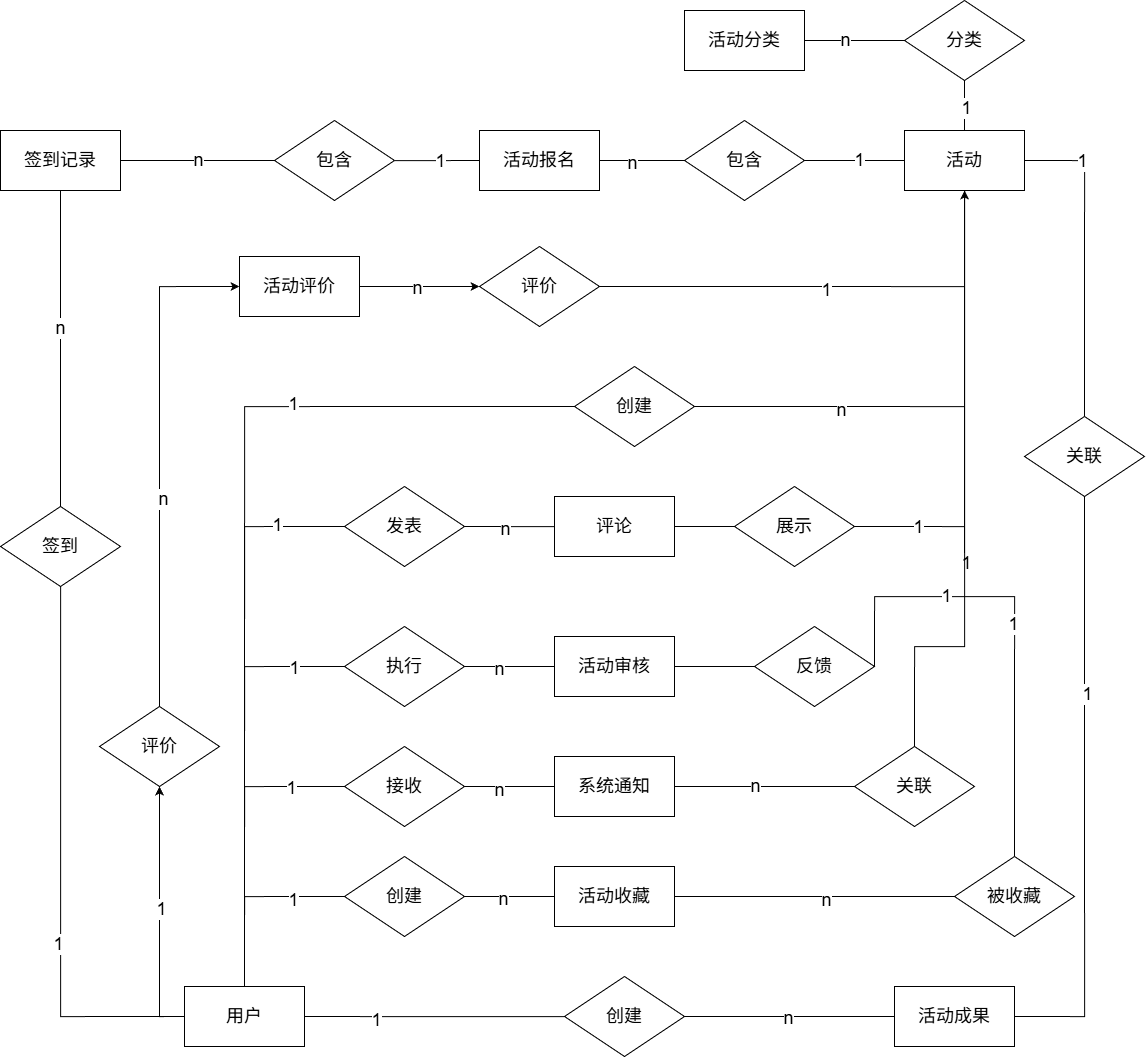 活动分类
n
分类
1
签到记录
n
包含
1
活动报名
n
包含
1
活动
1
活动评价
n
评价
1
n
1
创建
n
关联
n
1
发表
n
评论
展示
1
签到
1
1
1
1
执行
n
活动审核
反馈
1
评价
1
接收
n
系统通知
n
关联
1
创建
n
活动收藏
n
被收藏
1
1
用户
1
创建
n
活动成果